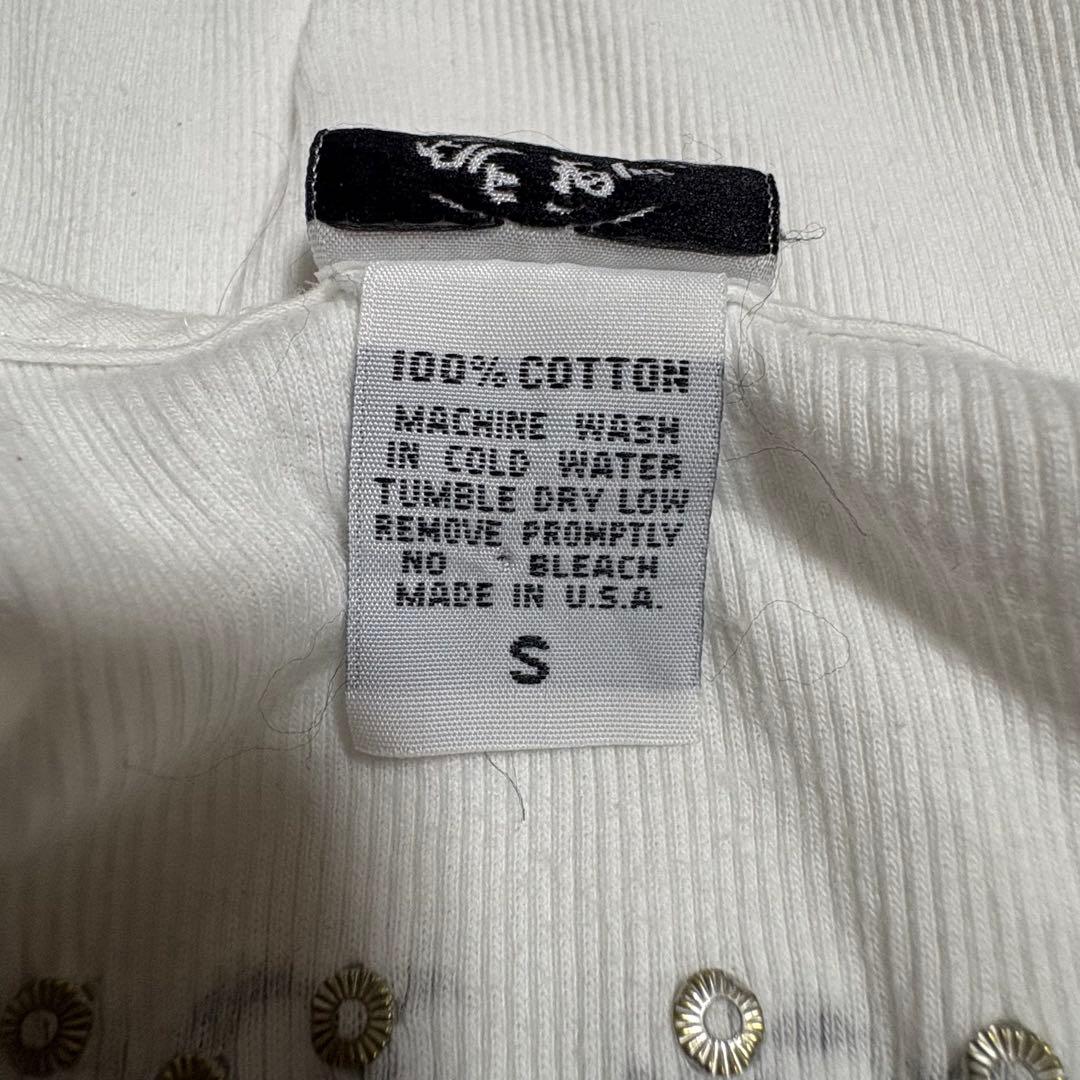 100% COTTON
MACHINE WASH
IN COLD WATER
TUMBLE DRY LOW
REMOVE PROMPTLY
NO BLEACH
MADE IN U.S.A.
S